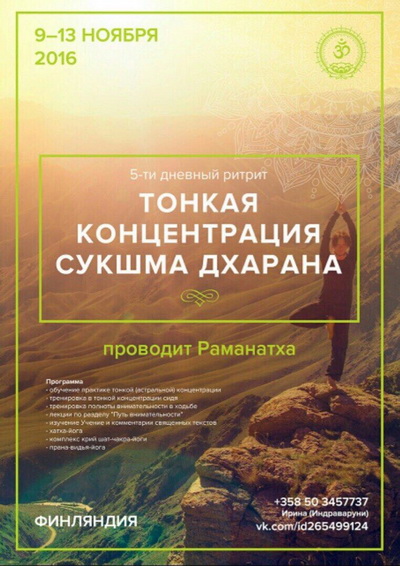 9–13 НОЯБРЯ
2016
ॐ
5-ти дневный ритрит
ТОНКАЯ
КОНЦЕНТРАЦИЯ
СУКШМА ДХАРАНА
проводит Раманатха
Программа
- обучение практике тонкой (астральной) концентрации
- тренировка в тонкой концентрации сидя
- тренировка полноты внимательности в ходьбе
- лекции по разделу "Путь внимательности"
- изучение Учение и комментарии священных текстов
- хатха-йога
- комплекс крий шат-чакра-йоги
- прана-видья-йога
ФИНЛЯНДИЯ
+358 50 3457737
Ирина (Индраваруни)
vk.com/id265499124